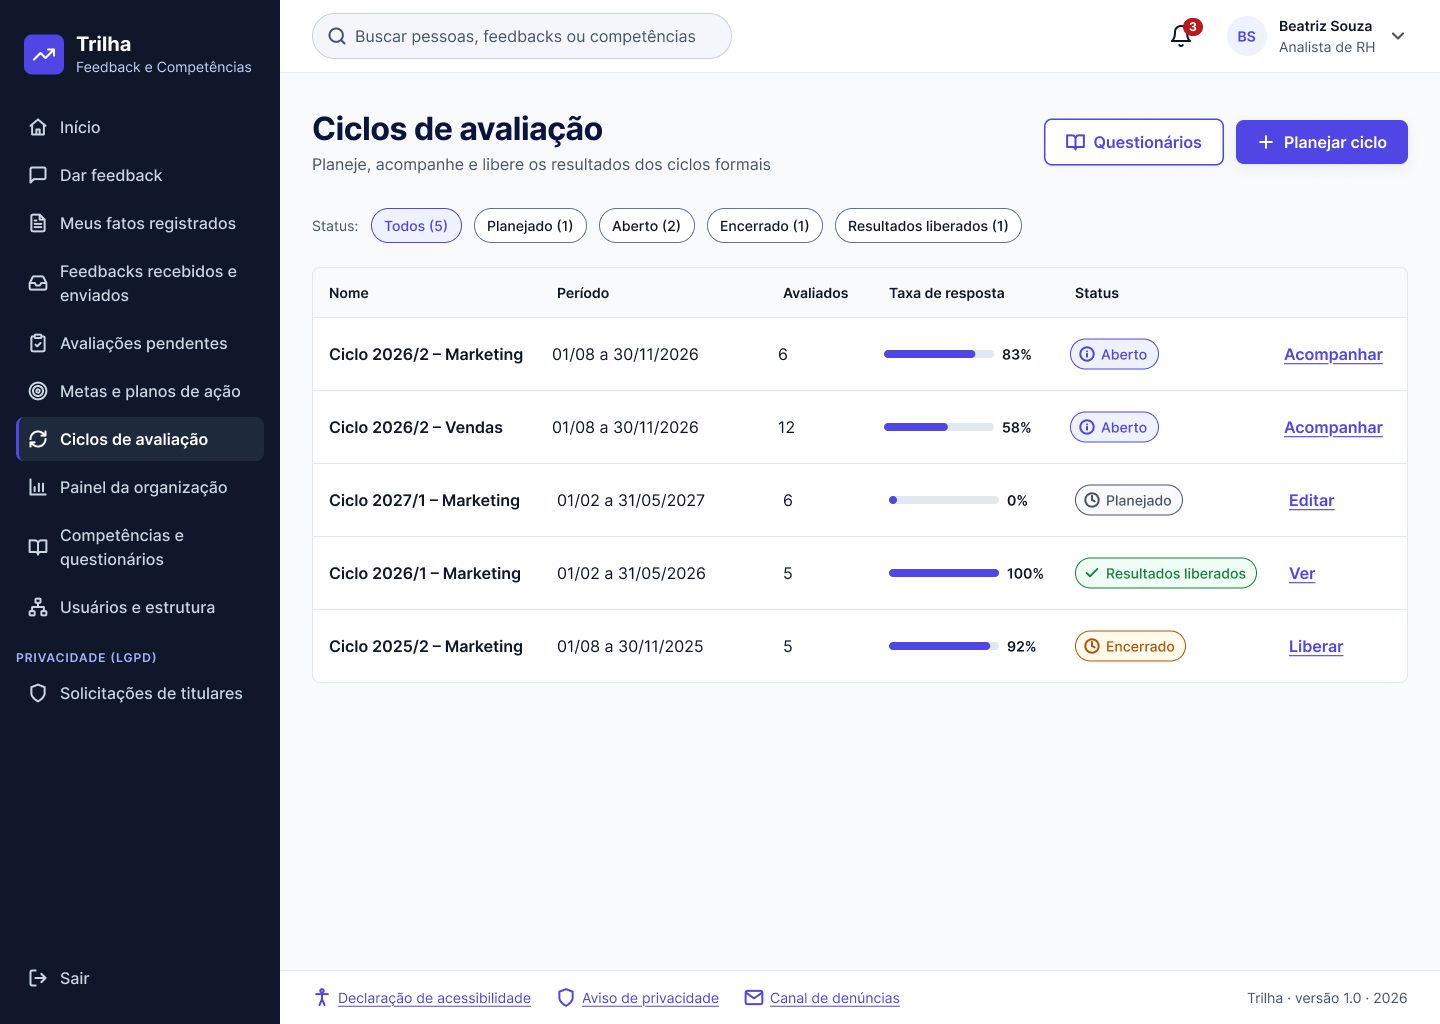 Trilha
Feedback e Competências
Buscar pessoas, feedbacks ou competências
3
BS
Beatriz Souza
Analista de RH
Início
Dar feedback
Meus fatos registrados
Feedbacks recebidos e
enviados
Avaliações pendentes
Metas e planos de ação
Ciclos de avaliação
Painel da organização
Competências e
questionários
Usuários e estrutura
PRIVACIDADE (LGPD)
Solicitações de titulares
Sair
Ciclos de avaliação
Planeje, acompanhe e libere os resultados dos ciclos formais
Questionários
Planejar ciclo
Status: Todos (5) Planejado (1) Aberto (2) Encerrado (1) Resultados liberados (1)
Nome Período Avaliados Taxa de resposta Status
Ciclo 2026/2 – Marketing 01/08 a 30/11/2026 6 83% Aberto Acompanhar
Ciclo 2026/2 – Vendas 01/08 a 30/11/2026 12 58% Aberto Acompanhar
Ciclo 2027/1 – Marketing 01/02 a 31/05/2027 6 0% Planejado Editar
Ciclo 2026/1 – Marketing 01/02 a 31/05/2026 5 100% Resultados liberados Ver
Ciclo 2025/2 – Marketing 01/08 a 30/11/2025 5 92% Encerrado Liberar
Declaração de acessibilidade Aviso de privacidade Canal de denúncias Trilha · versão 1.0 · 2026